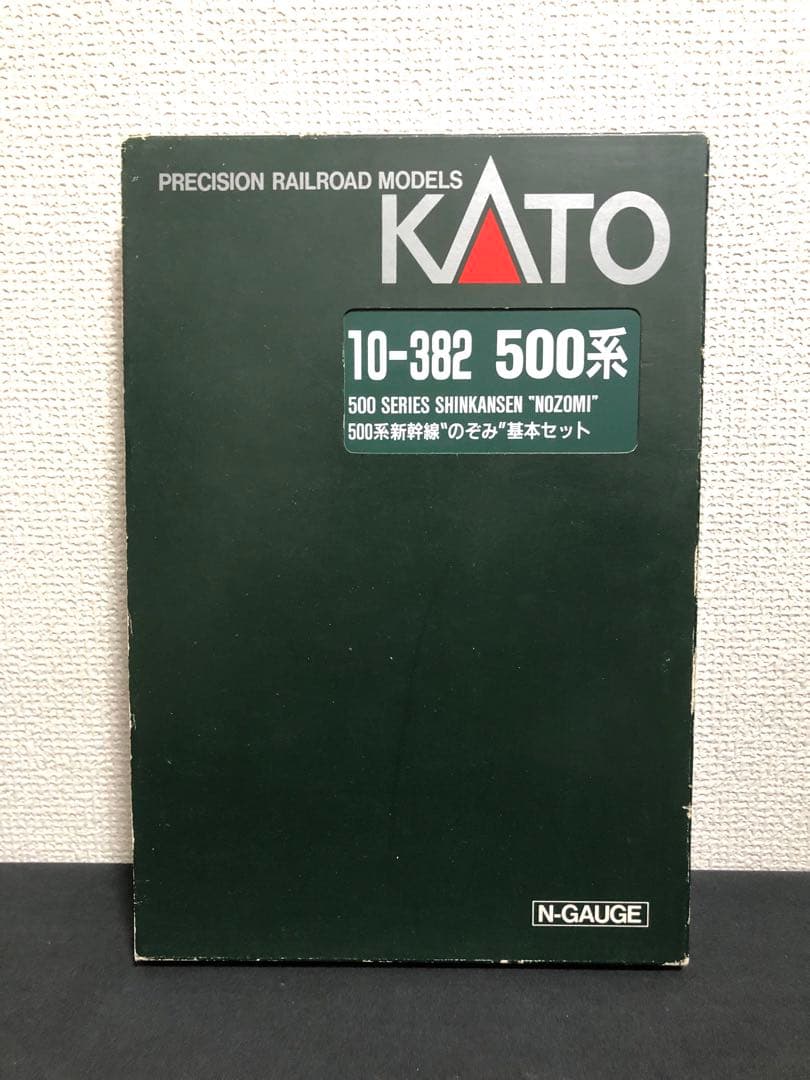 PRECISION RAILROAD MODELS
KATO
10-382 500系
500 SERIES SHINKANSEN "NOZOMI"
500系新幹線"のぞみ"基本セット
N-GAUGE